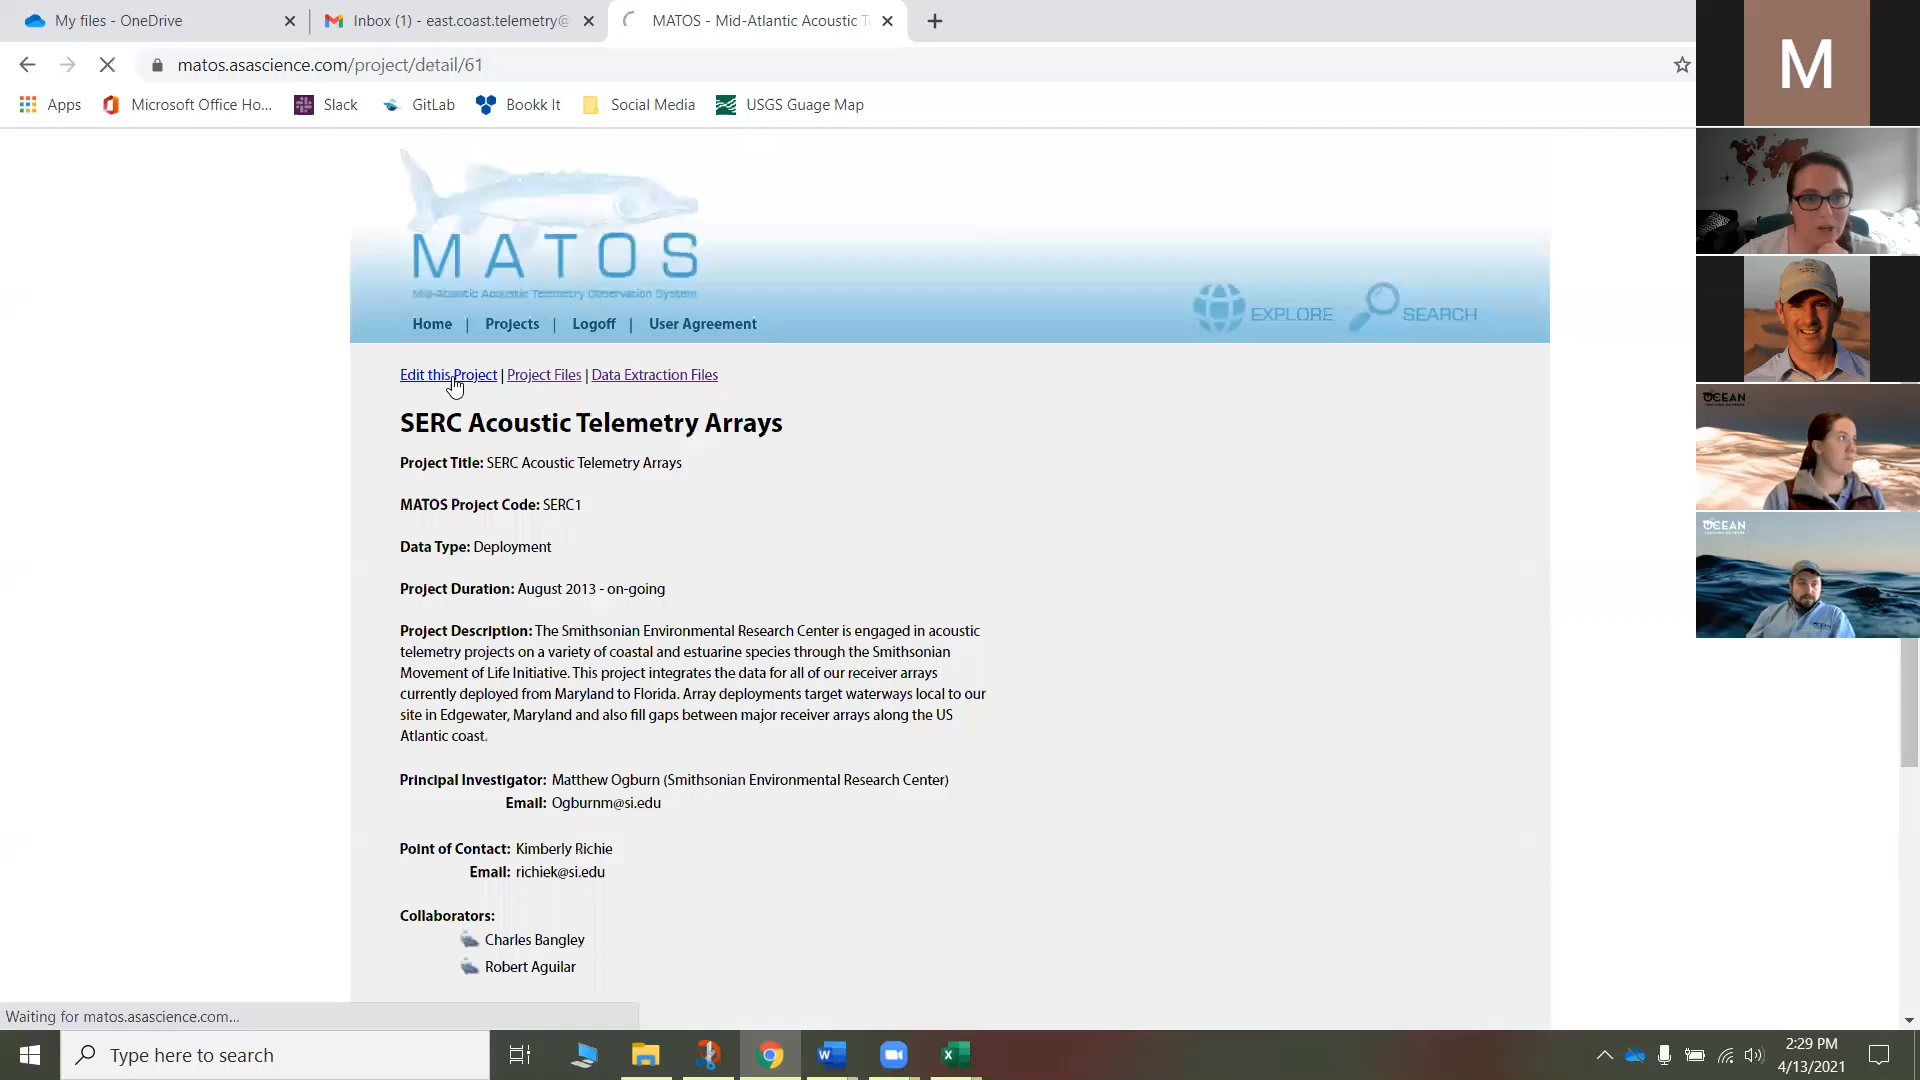 My files - OneDrive
Inbox (1) - east.coast.telemetry@
MATOS - Mid-Atlantic Acoustic T
matos.asascience.com/project/detail/61
Apps
Microsoft Office Ho...
Slack
GitLab
Bookk It
Social Media
USGS Guage Map
M
MATOS
Mid-Atlantic Acoustic Telemetry Observation System
Home | Projects | Logoff | User Agreement
EXPLORE
SEARCH
Edit this Project | Project Files | Data Extraction Files
SERC Acoustic Telemetry Arrays
Project Title: SERC Acoustic Telemetry Arrays
MATOS Project Code: SERC1
Data Type: Deployment
Project Duration: August 2013 - on-going
Project Description: The Smithsonian Environmental Research Center is engaged in acoustic
telemetry projects on a variety of coastal and estuarine species through the Smithsonian
Movement of Life Initiative. This project integrates the data for all of our receiver arrays
currently deployed from Maryland to Florida. Array deployments target waterways local to our
site in Edgewater, Maryland and also fill gaps between major receiver arrays along the US
Atlantic coast.
Principal Investigator: Matthew Ogburn (Smithsonian Environmental Research Center)
Email: Ogburnm@si.edu
Point of Contact: Kimberly Richie
Email: richiek@si.edu
Collaborators:
Charles Bangley
Robert Aguilar
OCEAN
OCEAN
Waiting for matos.asascience.com...
Type here to search
2:29 PM
4/13/2021